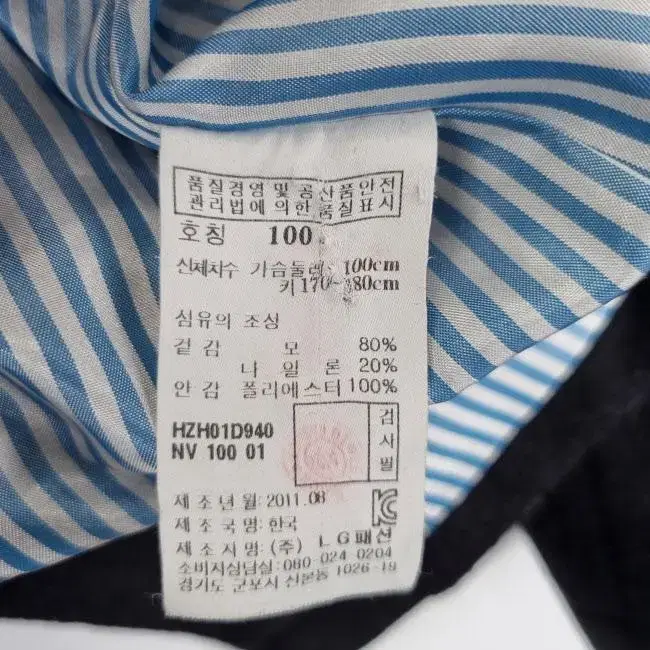 품질경영및공산품안전
관리법에의한 품질표시
호칭 100
신체차수 가슴둘레 100cm
키170~180cm
섬유의 조성
겉감 모 80%
나일론 20%
안감 폴리에스터 100%
HZH01D940
NV 100 01
검사필
제조년월: 2011.08
제조국명: 한국
제조자명: (주) LG패션
소비자상담실: 080-024-0204
경기도 군포시 산본동 1026-19